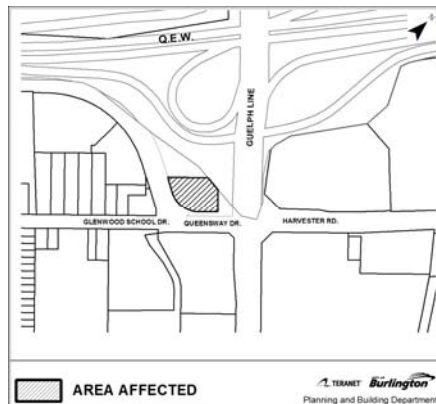 Q.E.W.
GUELPH LINE
GLENWOOD SCHOOL DR.
QUEENSWAY DR.
HARVESTER RD.
AREA AFFECTED
TERANET
Burlington
Planning and Building Department